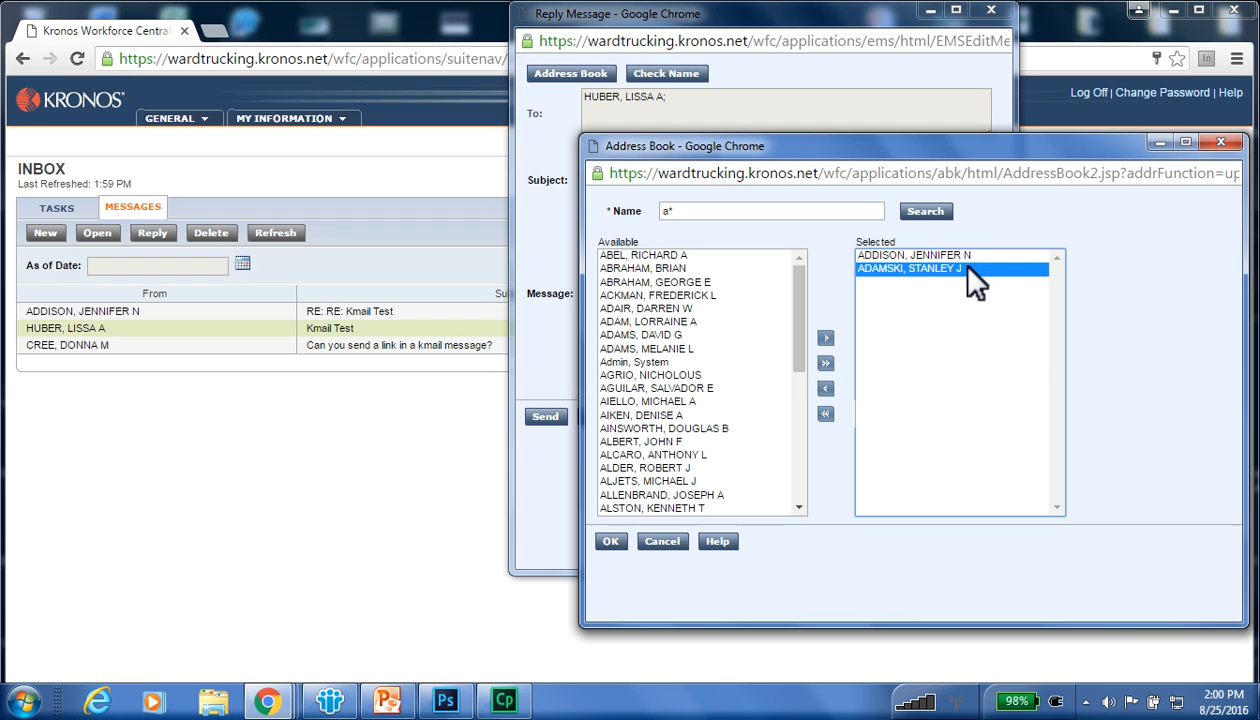 Kronos Workforce Central
https://wardtrucking.kronos.net/wfc/applications/suitenav/
KRONOS®
GENERAL
MY INFORMATION
Log Off | Change Password | Help
INBOX
Last Refreshed: 1:59 PM
TASKS
MESSAGES
New
Open
Reply
Delete
Refresh
As of Date:
From
ADDISON, JENNIFER N
RE: RE: Kmail Test
HUBER, LISSA A
Kmail Test
CREE, DONNA M
Can you send a link in a kmail message?
Reply Message - Google Chrome
https://wardtrucking.kronos.net/wfc/applications/ems/html/EMSEditMe
Address Book
Check Name
To:
HUBER, LISSA A;
Subject:
Message:
Send
Address Book - Google Chrome
https://wardtrucking.kronos.net/wfc/applications/abk/html/AddressBook2.jsp?addrFunction=up
* Name
a*
Search
Available
ABEL, RICHARD A
ABRAHAM, BRIAN
ABRAHAM, GEORGE E
ACKMAN, FREDERICK L
ADAIR, DARREN W
ADAM, LORRAINE A
ADAMS, DAVID G
ADAMS, MELANIE L
Admin, System
AGRIO, NICHOLOUS
AGUILAR, SALVADOR E
AIELLO, MICHAEL A
AIKEN, DENISE A
AINSWORTH, DOUGLAS B
ALBERT, JOHN F
ALCARO, ANTHONY L
ALDER, ROBERT J
ALJETS, MICHAEL J
ALLENBRAND, JOSEPH A
ALSTON, KENNETH T
Selected
ADDISON, JENNIFER N
ADAMSKI, STANLEY J
OK
Cancel
Help
Ps
Cp
98%
2:00 PM
8/25/2016